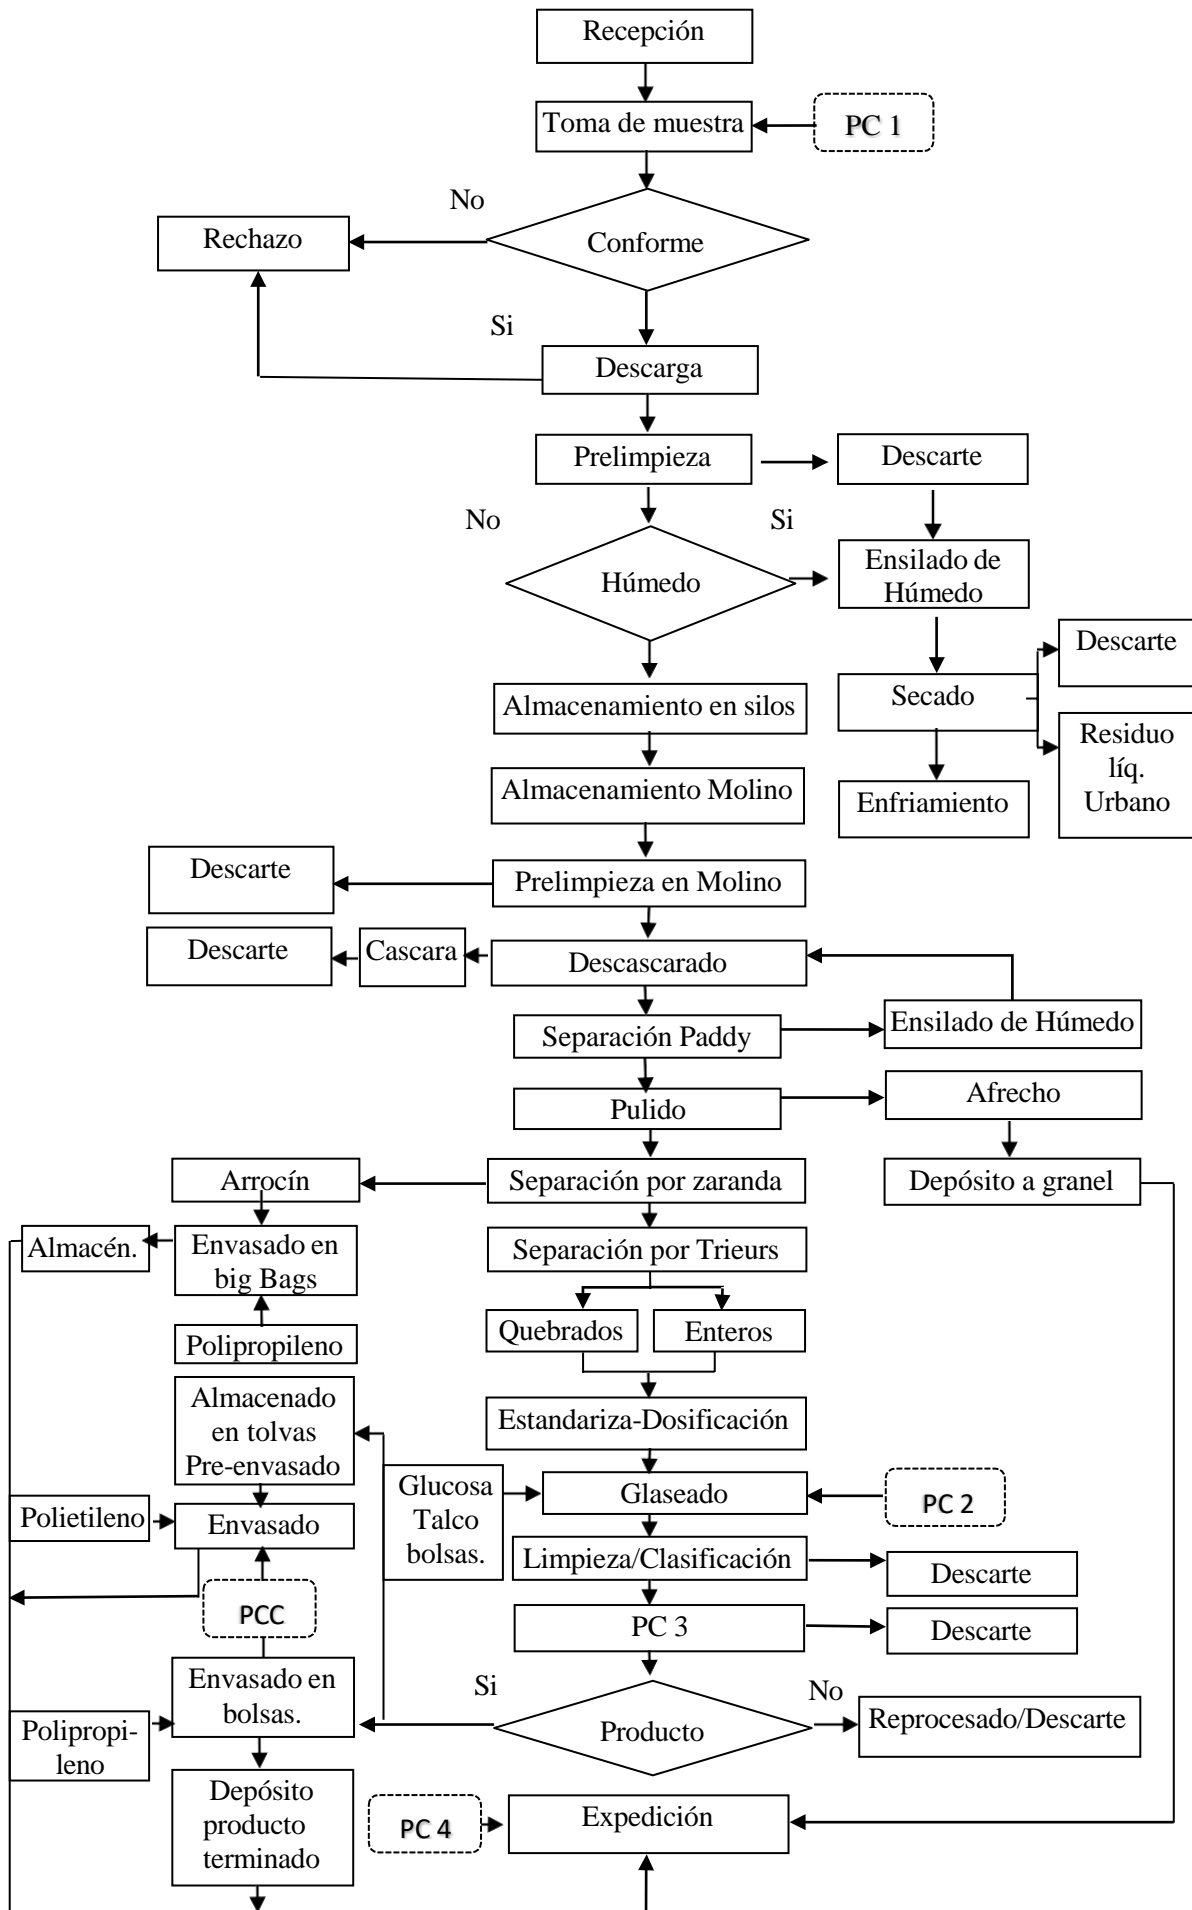 Recepción
Toma de muestra
PC 1
No
Rechazo
Conforme
Si
Descarga
Prelimpieza
Descarte
No
Si
Húmedo
Ensilado de
Húmedo
Descarte
Almacenamiento en silos
Secado
Residuo
líq.
Urbano
Almacenamiento Molino
Enfriamiento
Descarte
Prelimpieza en Molino
Descarte
Cascara
Descascarado
Separación Paddy
Ensilado de Húmedo
Pulido
Afrecho
Arrocín
Separación por zaranda
Depósito a granel
Almacén.
Envasado en
big Bags
Separación por Trieurs
Quebrados
Enteros
Polipropileno
Almacenado
en tolvas
Pre-envasado
Estandariza-Dosificación
Glucosa
Talco
bolsas.
Glaseado
PC 2
Polietileno
Envasado
Limpieza/Clasificación
Descarte
PCC
PC 3
Descarte
Envasado en
bolsas.
Si
No
Polipropi-
leno
Producto
Reprocesado/Descarte
Depósito
producto
terminado
PC 4
Expedición